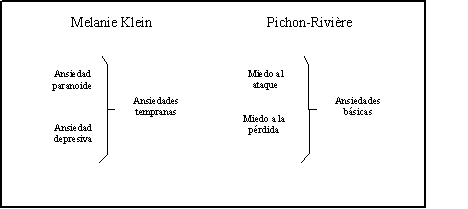 Melanie Klein
Ansiedad
paranoide
Ansiedad
depresiva
Ansiedades
tempranas
Pichon-Rivière
Miedo al
ataque
Miedo a la
pérdida
Ansiedades
básicas